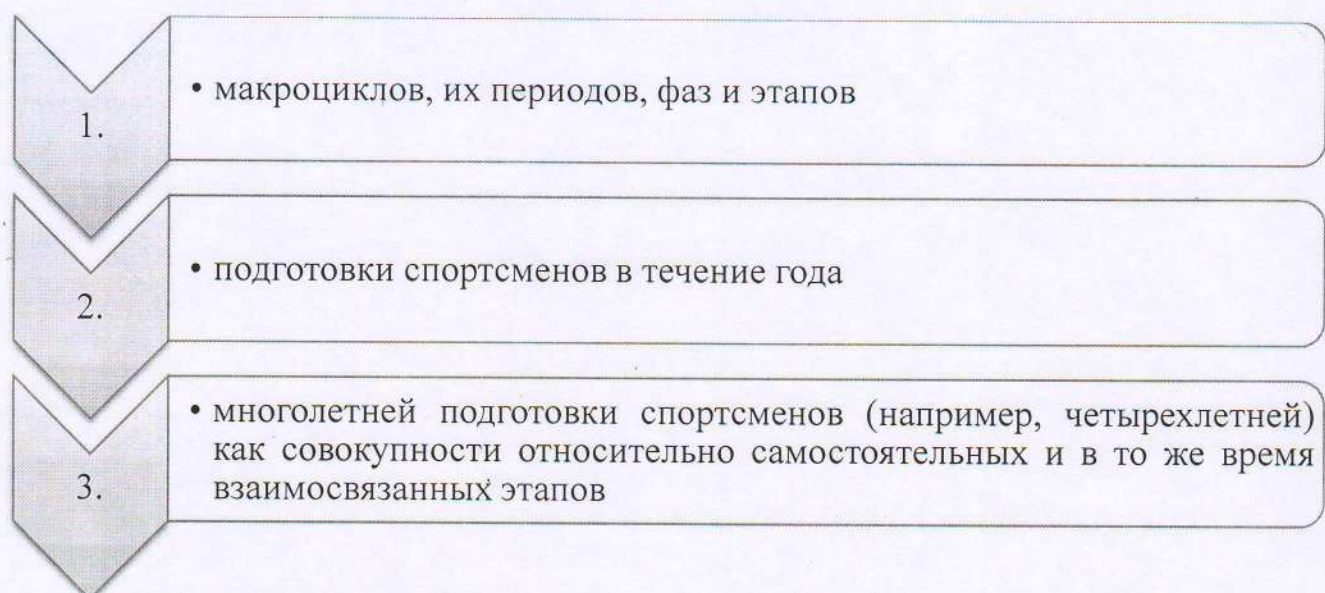 1.
• макроциклов, их периодов, фаз и этапов
2.
• подготовки спортсменов в течение года
3.
• многолетней подготовки спортсменов (например, четырехлетней)
как совокупности относительно самостоятельных и в то же время
взаимосвязанных этапов